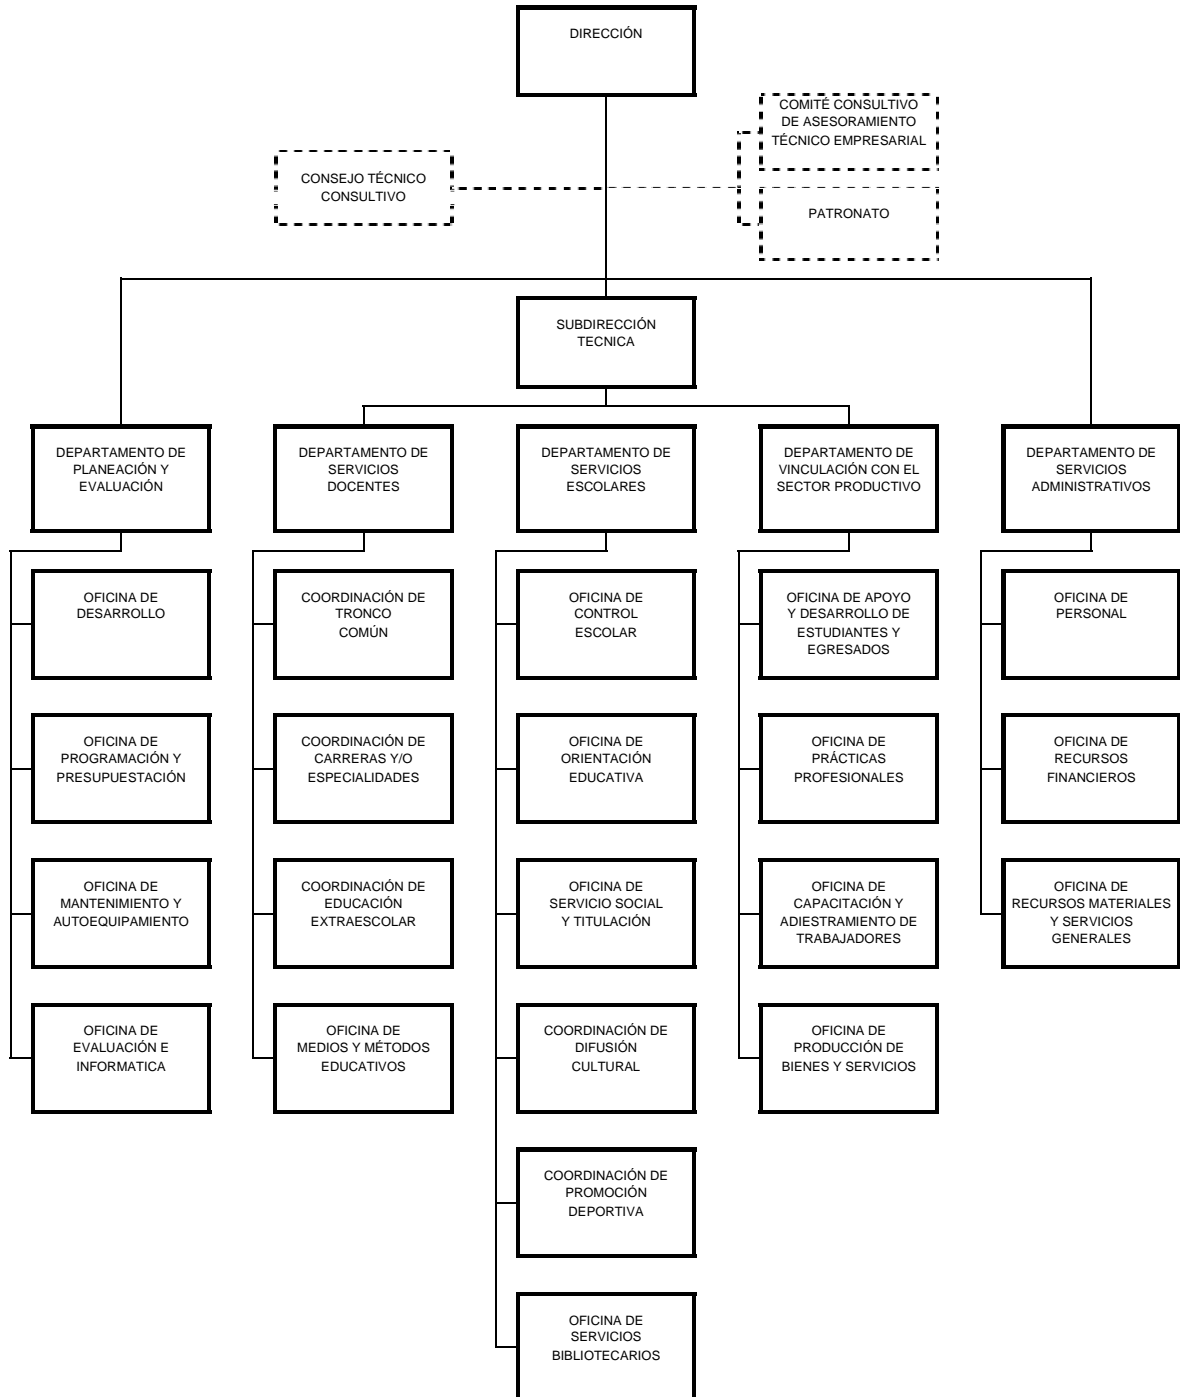 DIRECCIÓN
COMITÉ CONSULTIVO
DE ASESORAMIENTO
TÉCNICO EMPRESARIAL
CONSEJO TÉCNICO
CONSULTIVO
PATRONATO
SUBDIRECCIÓN
TECNICA
DEPARTAMENTO DE
PLANEACIÓN Y
EVALUACIÓN
DEPARTAMENTO DE
SERVICIOS
DOCENTES
DEPARTAMENTO DE
SERVICIOS
ESCOLARES
DEPARTAMENTO DE
VINCULACIÓN CON EL
SECTOR PRODUCTIVO
DEPARTAMENTO DE
SERVICIOS
ADMINISTRATIVOS
OFICINA DE
DESARROLLO
COORDINACIÓN DE
TRONCO
COMÚN
OFICINA DE
CONTROL
ESCOLAR
OFICINA DE APOYO
Y DESARROLLO DE
ESTUDIANTES Y
EGRESADOS
OFICINA DE
PERSONAL
OFICINA DE
PROGRAMACIÓN Y
PRESUPUESTACIÓN
COORDINACIÓN DE
CARRERAS Y/O
ESPECIALIDADES
OFICINA DE
ORIENTACIÓN
EDUCATIVA
OFICINA DE
PRÁCTICAS
PROFESIONALES
OFICINA DE
RECURSOS
FINANCIEROS
OFICINA DE
MANTENIMIENTO Y
AUTOEQUIPAMIENTO
COORDINACIÓN DE
EDUCACIÓN
EXTRAESCOLAR
OFICINA DE
SERVICIO SOCIAL
Y TITULACIÓN
OFICINA DE
CAPACITACIÓN Y
ADIESTRAMIENTO DE
TRABAJADORES
OFICINA DE
RECURSOS MATERIALES
Y SERVICIOS
GENERALES
OFICINA DE
EVALUACIÓN E
INFORMATICA
OFICINA DE
MEDIOS Y MÉTODOS
EDUCATIVOS
COORDINACIÓN DE
DIFUSIÓN
CULTURAL
OFICINA DE
PRODUCCIÓN DE
BIENES Y SERVICIOS
COORDINACIÓN DE
PROMOCIÓN
DEPORTIVA
OFICINA DE
SERVICIOS
BIBLIOTECARIOS